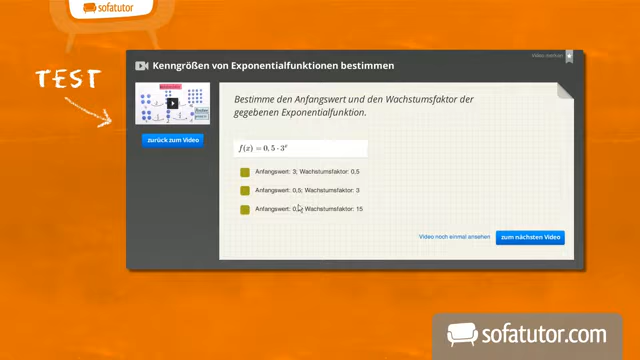 sofatutor
TEST
Kenngrößen von Exponentialfunktionen bestimmen
Video merken
Bestimme den Anfangswert und den Wachstumsfaktor der
gegebenen Exponentialfunktion.
zurück zum Video
f(x) = 0,5 · 3ˣ
Anfangswert: 3; Wachstumsfaktor: 0,5
Anfangswert: 0,5; Wachstumsfaktor: 3
Anfangswert: 0, Wachstumsfaktor: 15
Video noch einmal ansehen
zum nächsten Video
sofatutor.com